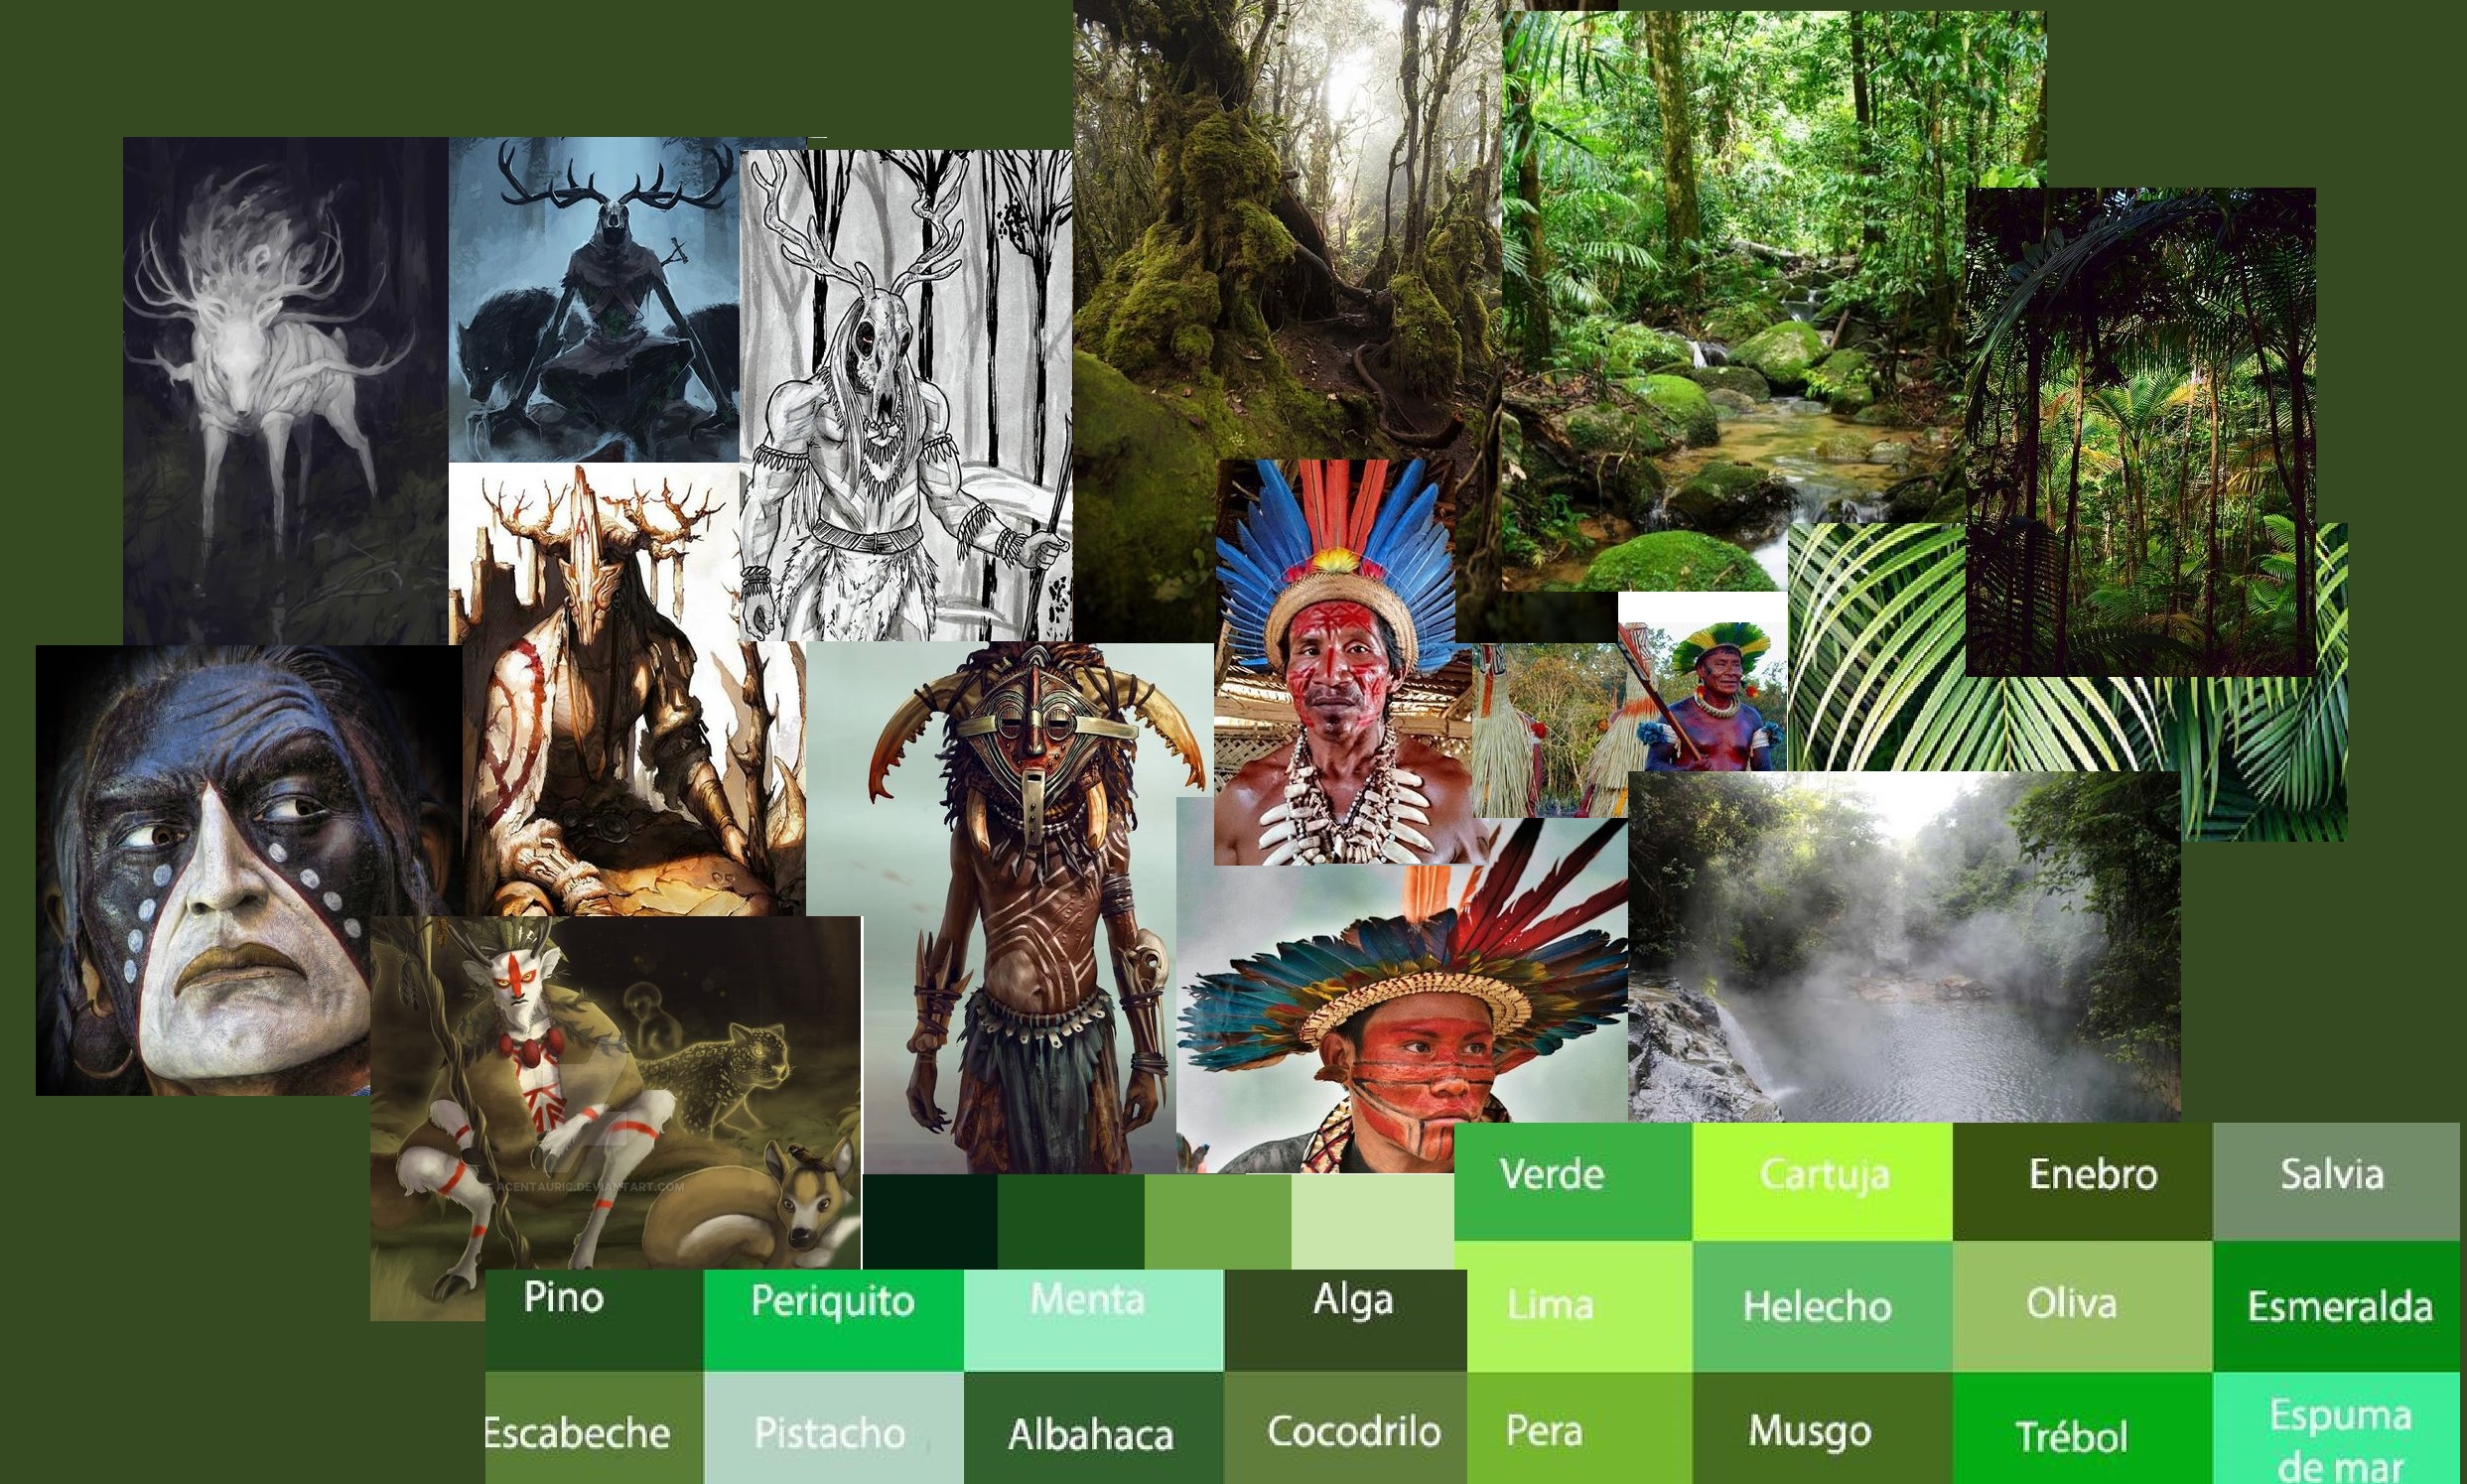 ACENTAURIC.DEVIANTART.COM
Verde
Cartuja
Enebro
Salvia
Lima
Helecho
Oliva
Esmeralda
Pino
Periquito
Menta
Alga
Escabeche
Pistacho
Albahaca
Cocodrilo
Pera
Musgo
Trébol
Espuma
de mar